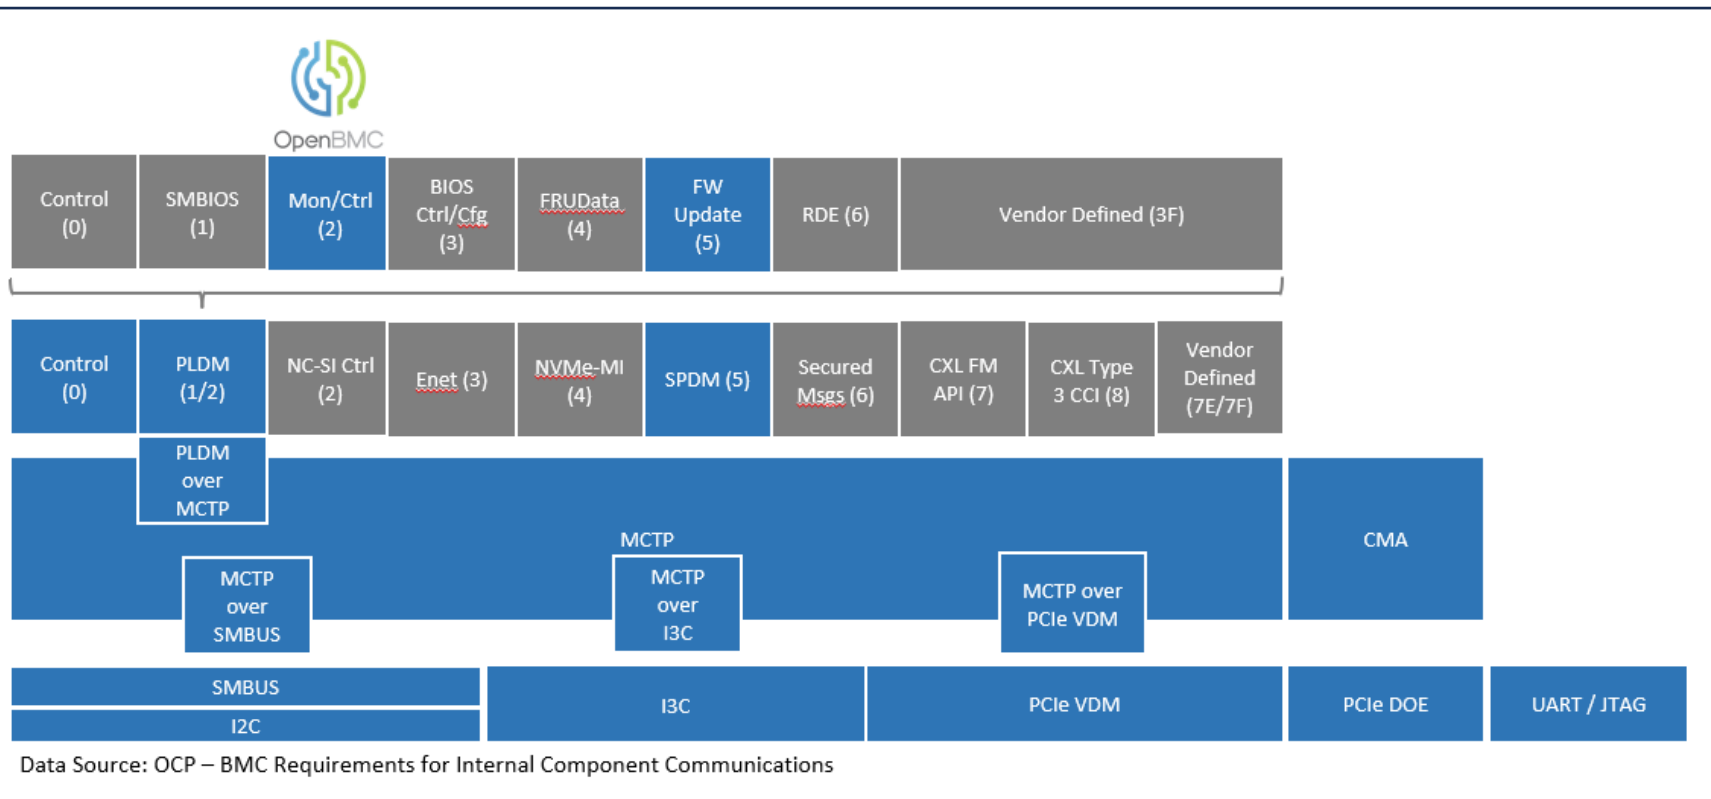 OpenBMC
Control
(0)
SMBIOS
(1)
Mon/Ctrl
(2)
BIOS
Ctrl/Cfg
(3)
FRUData
(4)
FW
Update
(5)
RDE (6)
Vendor Defined (3F)
Control
(0)
PLDM
(1/2)
NC-SI Ctrl
(2)
Enet (3)
NVMe-MI
(4)
SPDM (5)
Secured
Msgs (6)
CXL FM
API (7)
CXL Type
3 CCI (8)
Vendor
Defined
(7E/7F)
PLDM
over
MCTP
MCTP
CMA
MCTP
over
SMBUS
MCTP
over
I3C
MCTP over
PCIe VDM
SMBUS
I2C
I3C
PCIe VDM
PCIe DOE
UART / JTAG
Data Source: OCP – BMC Requirements for Internal Component Communications